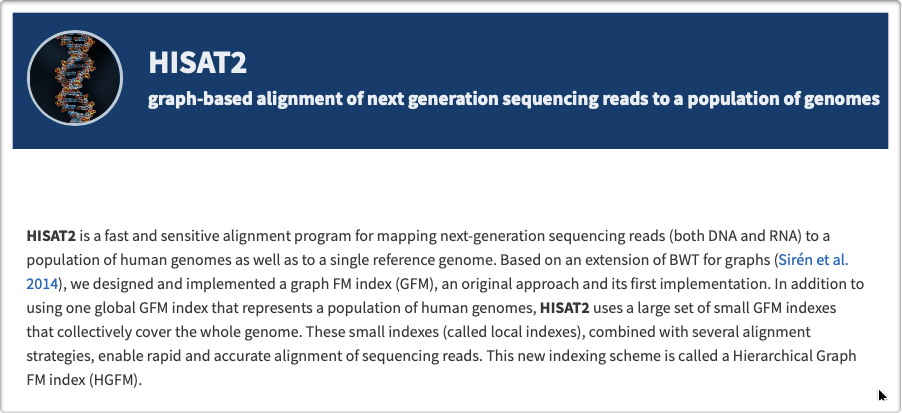 HISAT2
graph-based alignment of next generation sequencing reads to a population of genomes
HISAT2 is a fast and sensitive alignment program for mapping next-generation sequencing reads (both DNA and RNA) to a
population of human genomes as well as to a single reference genome. Based on an extension of BWT for graphs (Sirén et al.
2014), we designed and implemented a graph FM index (GFM), an original approach and its first implementation. In addition to
using one global GFM index that represents a population of human genomes, HISAT2 uses a large set of small GFM indexes
that collectively cover the whole genome. These small indexes (called local indexes), combined with several alignment
strategies, enable rapid and accurate alignment of sequencing reads. This new indexing scheme is called a Hierarchical Graph
FM index (HGFM).